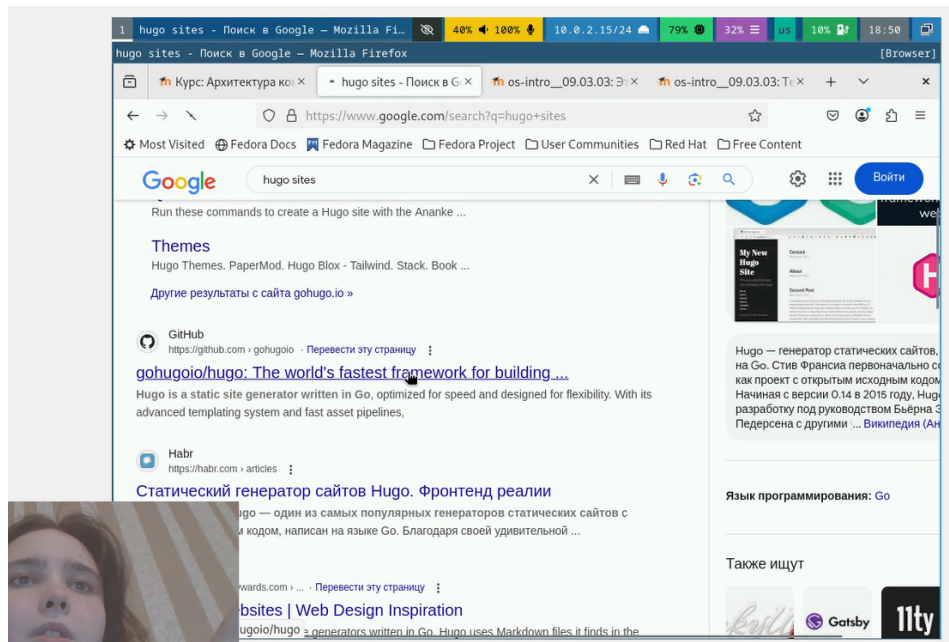 1 hugo sites - Поиск в Google — Mozilla Fi… 40% 100% 10.0.2.15/24 79% 32% us 10% 18:50
hugo sites - Поиск в Google — Mozilla Firefox [Browser]
Курс: Архитектура ко hugo sites - Поиск в G os-intro__09.03.03: Эт os-intro__09.03.03: Те
https://www.google.com/search?q=hugo+sites
Most Visited Fedora Docs Fedora Magazine Fedora Project User Communities Red Hat Free Content
Google hugo sites Войти
Run these commands to create a Hugo site with the Ananke ...
Themes
Hugo Themes. PaperMod. Hugo Blox - Tailwind. Stack. Book ...
Другие результаты с сайта gohugo.io »
GitHub
https://github.com › gohugoio · Перевести эту страницу
gohugoio/hugo: The world's fastest framework for building ...
Hugo is a static site generator written in Go, optimized for speed and designed for flexibility. With its
advanced templating system and fast asset pipelines,
Habr
https://habr.com › articles
Статический генератор сайтов Hugo. Фронтенд реалии
ugo — один из самых популярных генераторов статических сайтов с
м кодом, написан на языке Go. Благодаря своей удивительной ...
wards.com › ... · Перевести эту страницу
bsites | Web Design Inspiration
ugoio/hugo
e generators written in Go. Hugo uses Markdown files it finds in the
we
My New
Hugo
Site
Contact
About
Second Post
Hugo — генератор статических сайтов,
на Go. Стив Франсиа первоначально со
как проект с открытым исходным кодом
Начиная с версии 0.14 в 2015 году, Hug
разработку под руководством Бьёрна Э
Педерсена с другими ... Википедия (Ан
Язык программирования: Go
Также ищут
Gatsby
11ty